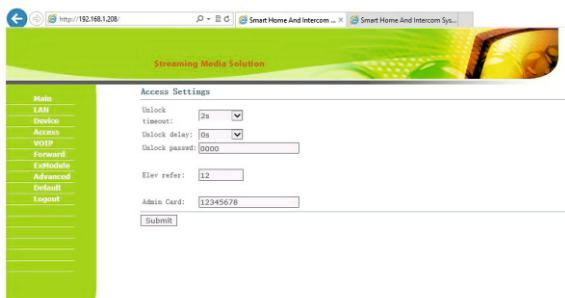 http://192.168.1.208/
Smart Home And Intercom ...
Smart Home And Intercom Sys...
Streaming Media Solution
Main
LAN
Device
Access
VOIP
Forward
ExModule
Advanced
Default
Logout
Access Settings
Unlock timeout: 2s
Unlock delay: 0s
Unlock passwd: 0000
Elev refer: 12
Admin Card: 12345678
Submit